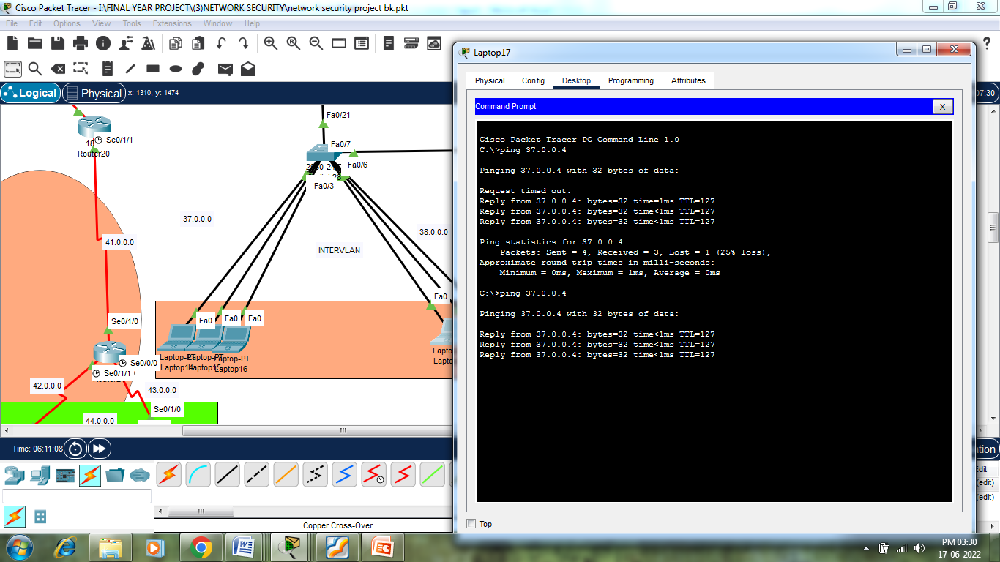 Cisco Packet Tracer - I:\FINAL YEAR PROJECT\(3)NETWORK SECURITY\network security project bk.pkt
File Edit Options View Tools Extensions Window Help
Logical
Physical
x: 1310, y: 1474
07:30
Se0/1/1
18
Router20
41.0.0.0
Se0/1/0
Se0/0/0
Se0/1/1
42.0.0.0
43.0.0.0
Se0/1/0
44.0.0.0
Fa0/21
Fa0/7
Fa0/6
Fa0/3
37.0.0.0
38.0.0.0
INTERVLAN
Fa0
Fa0
Fa0
Fa0
Laptop-PT
Laptop14
Laptop15
Laptop-PT
Laptop16
Lapto
Lapto
Laptop17
Physical Config Desktop Programming Attributes
Command Prompt
X
Cisco Packet Tracer PC Command Line 1.0
C:\>ping 37.0.0.4
Pinging 37.0.0.4 with 32 bytes of data:
Request timed out.
Reply from 37.0.0.4: bytes=32 time=1ms TTL=127
Reply from 37.0.0.4: bytes=32 time<1ms TTL=127
Reply from 37.0.0.4: bytes=32 time<1ms TTL=127
Ping statistics for 37.0.0.4:
Packets: Sent = 4, Received = 3, Lost = 1 (25% loss),
Approximate round trip times in milli-seconds:
Minimum = 0ms, Maximum = 1ms, Average = 0ms
C:\>ping 37.0.0.4
Pinging 37.0.0.4 with 32 bytes of data:
Reply from 37.0.0.4: bytes=32 time<1ms TTL=127
Reply from 37.0.0.4: bytes=32 time<1ms TTL=127
Reply from 37.0.0.4: bytes=32 time<1ms TTL=127
Top
Time: 06:11:08
ation
Edit
(edit)
(edit)
Copper Cross-Over
PM 03:30
17-06-2022